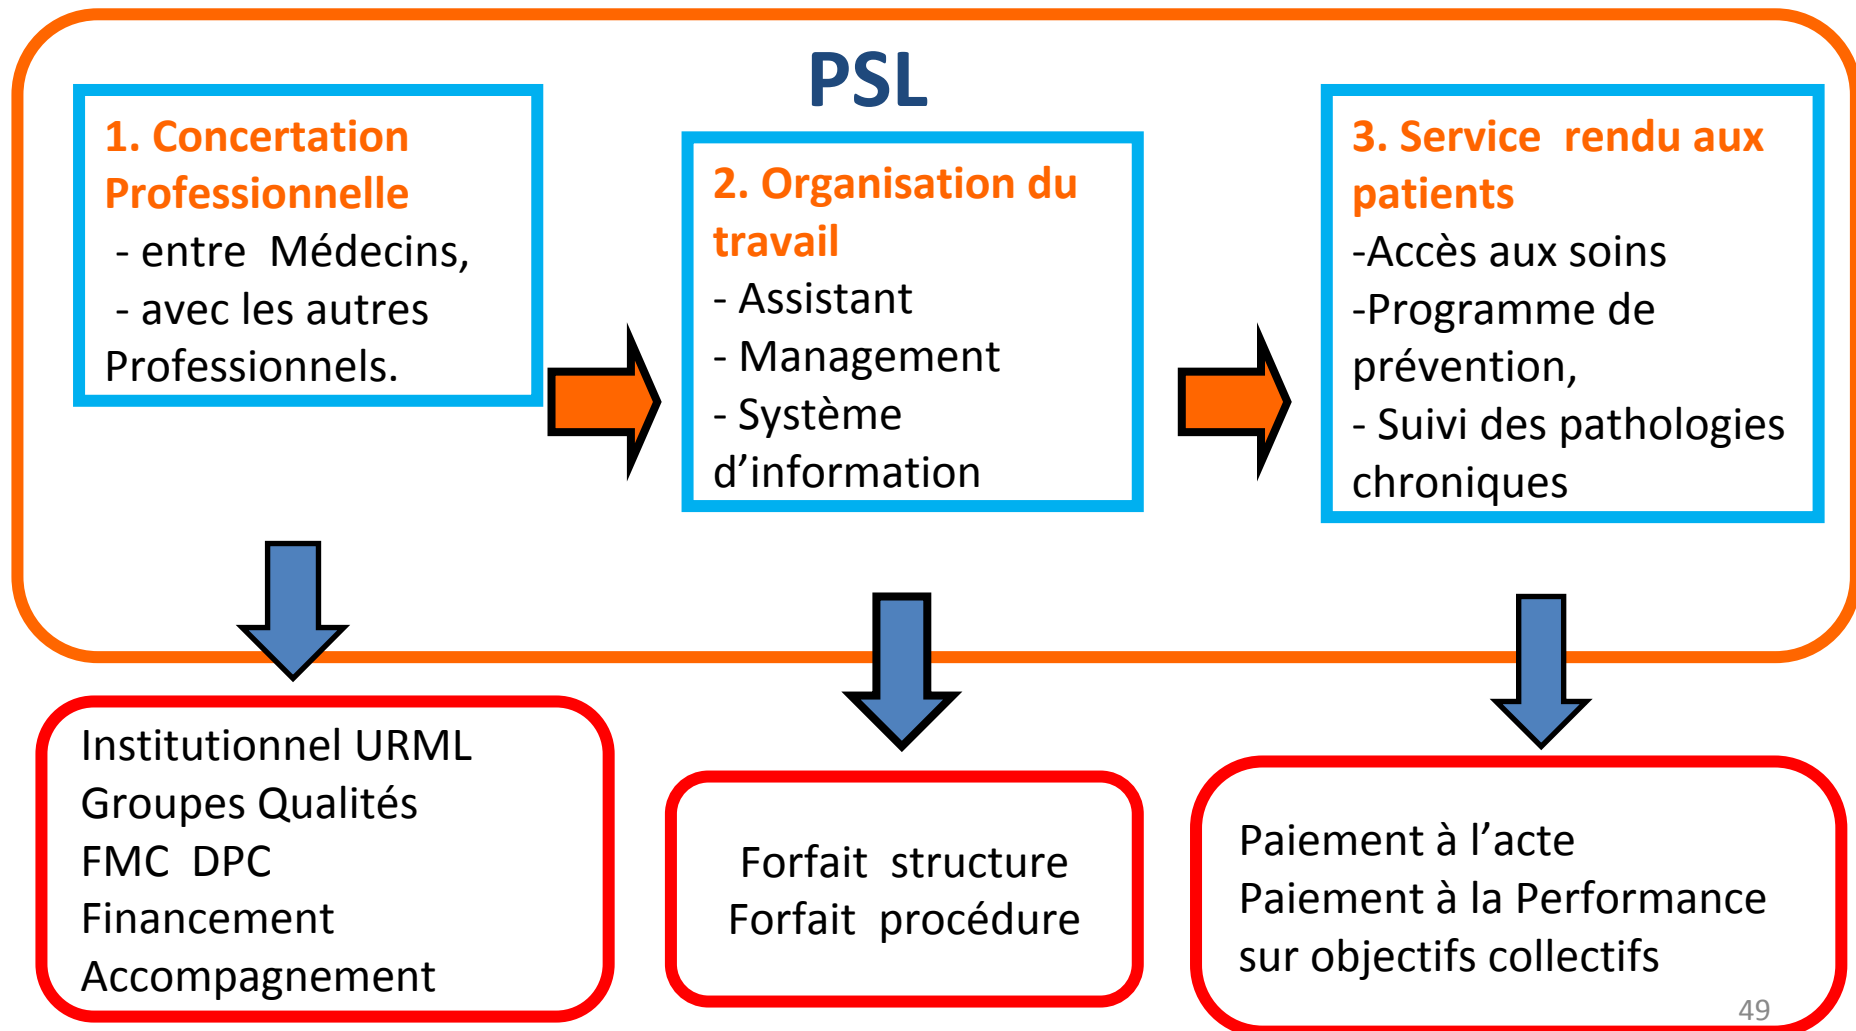 PSL
1. Concertation
Professionnelle
- entre Médecins,
- avec les autres
Professionnels.
2. Organisation du
travail
- Assistant
- Management
- Système
d’information
3. Service rendu aux
patients
-Accès aux soins
-Programme de
prévention,
- Suivi des pathologies
chroniques
Institutionnel URML
Groupes Qualités
FMC DPC
Financement
Accompagnement
Forfait structure
Forfait procédure
Paiement à l’acte
Paiement à la Performance
sur objectifs collectifs
49